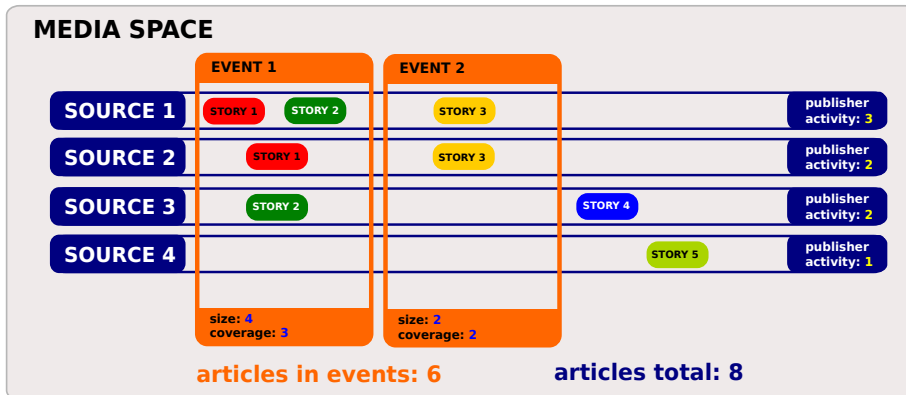 MEDIA SPACE
EVENT 1
EVENT 2
SOURCE 1
STORY 1
STORY 2
STORY 3
publisher
activity: 3
SOURCE 2
STORY 1
STORY 3
publisher
activity: 2
SOURCE 3
STORY 2
STORY 4
publisher
activity: 2
SOURCE 4
STORY 5
publisher
activity: 1
size: 4
coverage: 3
size: 2
coverage: 2
articles in events: 6
articles total: 8